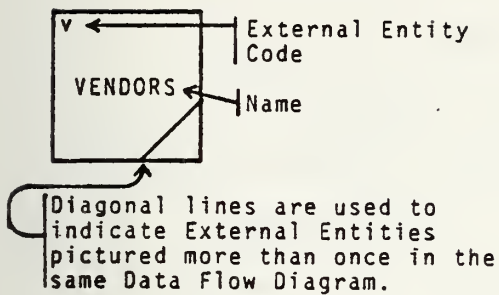 v
External Entity
Code
VENDORS
Name
Diagonal lines are used to
indicate External Entities
pictured more than once in the
same Data Flow Diagram.